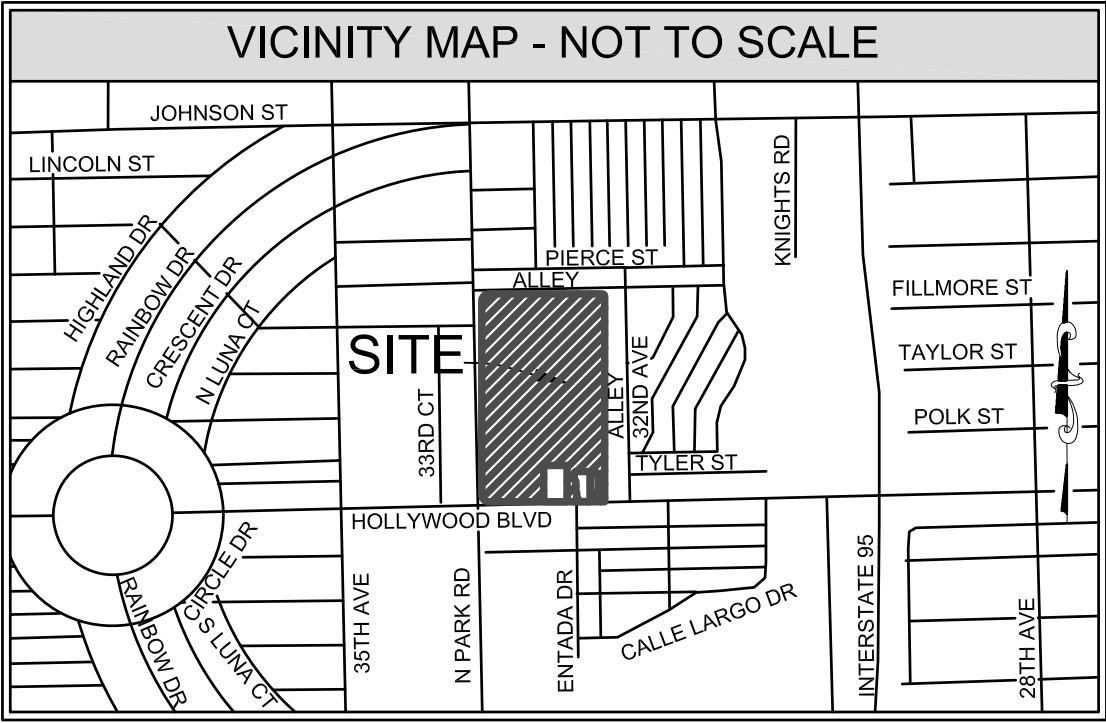 VICINITY MAP - NOT TO SCALE
JOHNSON ST
LINCOLN ST
KNIGHTS RD
HIGHLAND DR
RAINBOW DR
CRESCENT DR
N LUNA CT
PIERCE ST
ALLEY
FILLMORE ST
SITE
TAYLOR ST
33RD CT
ALLEY
32ND AVE
POLK ST
TYLER ST
HOLLYWOOD BLVD
CIRCLE DR
RAINBOW DR
S LUNA CT
35TH AVE
N PARK RD
ENTADA DR
CALLE LARGO DR
INTERSTATE 95
28TH AVE